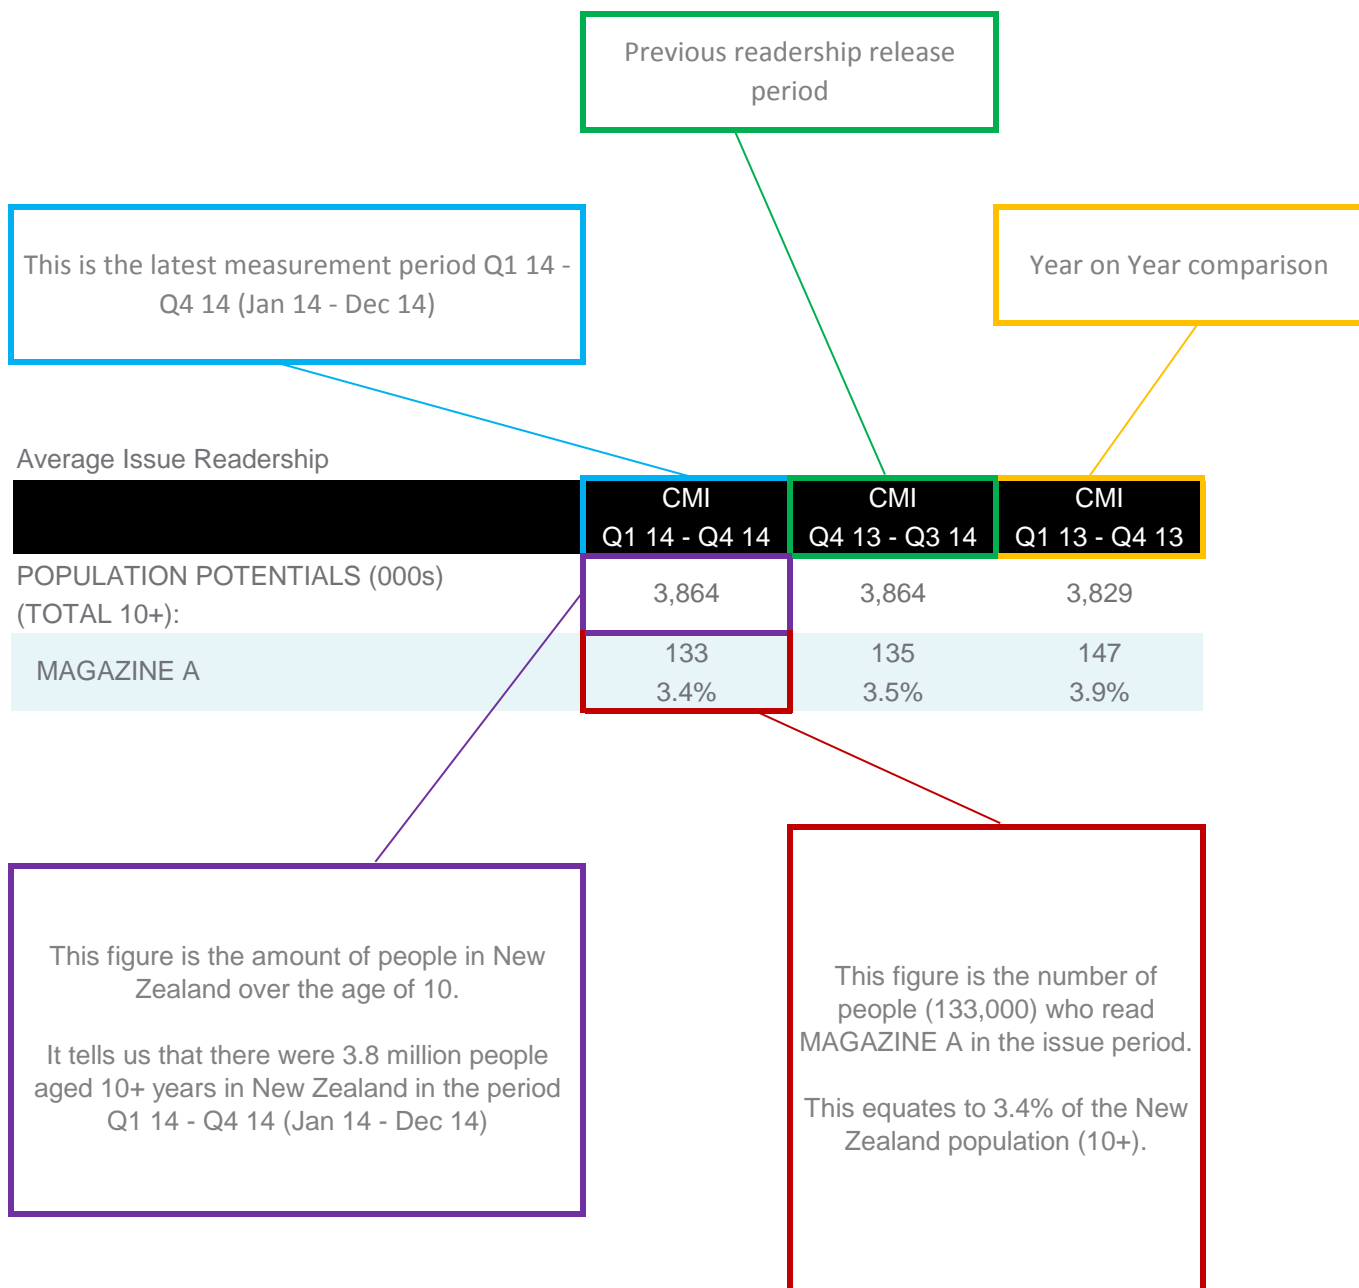 Previous readership release
period
This is the latest measurement period Q1 14 -
Q4 14 (Jan 14 - Dec 14)
Year on Year comparison
Average Issue Readership
CMI CMI CMI
Q1 14 - Q4 14 Q4 13 - Q3 14 Q1 13 - Q4 13
POPULATION POTENTIALS (000s)
(TOTAL 10+):
3,864 3,864 3,829
MAGAZINE A
133 135 147
3.4% 3.5% 3.9%
This figure is the amount of people in New
Zealand over the age of 10.
It tells us that there were 3.8 million people
aged 10+ years in New Zealand in the period
Q1 14 - Q4 14 (Jan 14 - Dec 14)
This figure is the number of
people (133,000) who read
MAGAZINE A in the issue period.
This equates to 3.4% of the New
Zealand population (10+).